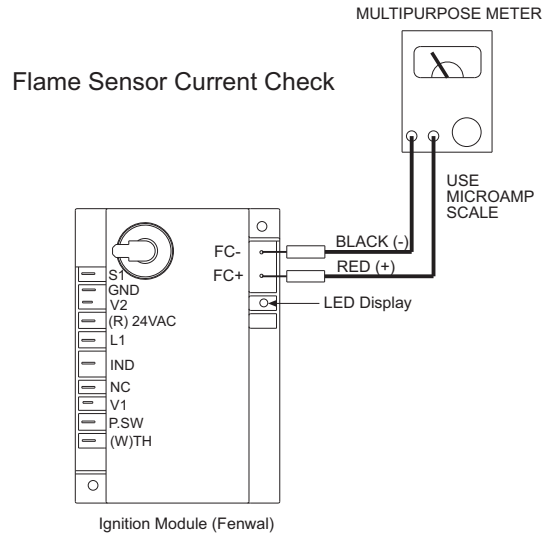 MULTIPURPOSE METER
Flame Sensor Current Check
USE
MICROAMP
SCALE
BLACK (-)
FC-
RED (+)
FC+
LED Display
S1
GND
V2
(R) 24VAC
L1
IND
NC
V1
P.SW
(W)TH
Ignition Module (Fenwal)